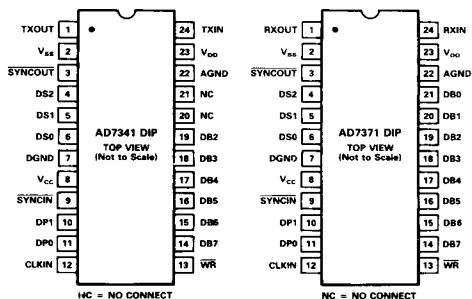 TXOUT 1 24 TXIN
VSS 2 23 VDD
SYNCOUT 3 22 AGND
DS2 4 21 NC
DS1 5 20 NC
DS0 6 19 DB2
DGND 7 18 DB3
VCC 8 17 DB4
SYNCIN 9 16 DB5
DP1 10 15 DB6
DP0 11 14 DB7
CLKIN 12 13 WR
AD7341 DIP
TOP VIEW
(Not to Scale)
NC = NO CONNECT
RXOUT 1 24 RXIN
VSS 2 23 VDD
SYNCOUT 3 22 AGND
DS2 4 21 DB0
DS1 5 20 DB1
DS0 6 19 DB2
DGND 7 18 DB3
VCC 8 17 DB4
SYNCIN 9 16 DB5
DP1 10 15 DB6
DP0 11 14 DB7
CLKIN 12 13 WR
AD7371 DIP
TOP VIEW
(Not to Scale)
NC = NO CONNECT